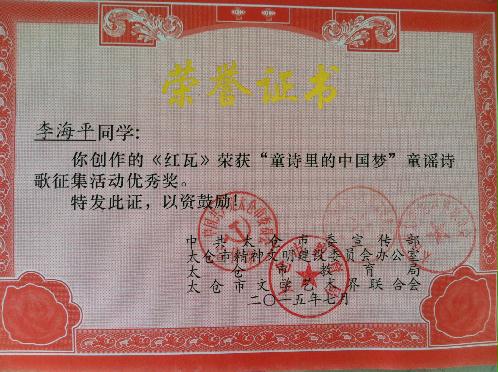 荣誉证书
李海平同学:
你创作的《红瓦》荣获“童诗里的中国梦”童谣诗
歌征集活动优秀奖。
特发此证，以资鼓励!
中共太仓市委宣传部
太仓市精神文明建设委员会办公室
太仓市教育局
太仓市文学艺术界联合会
二〇一五年七月